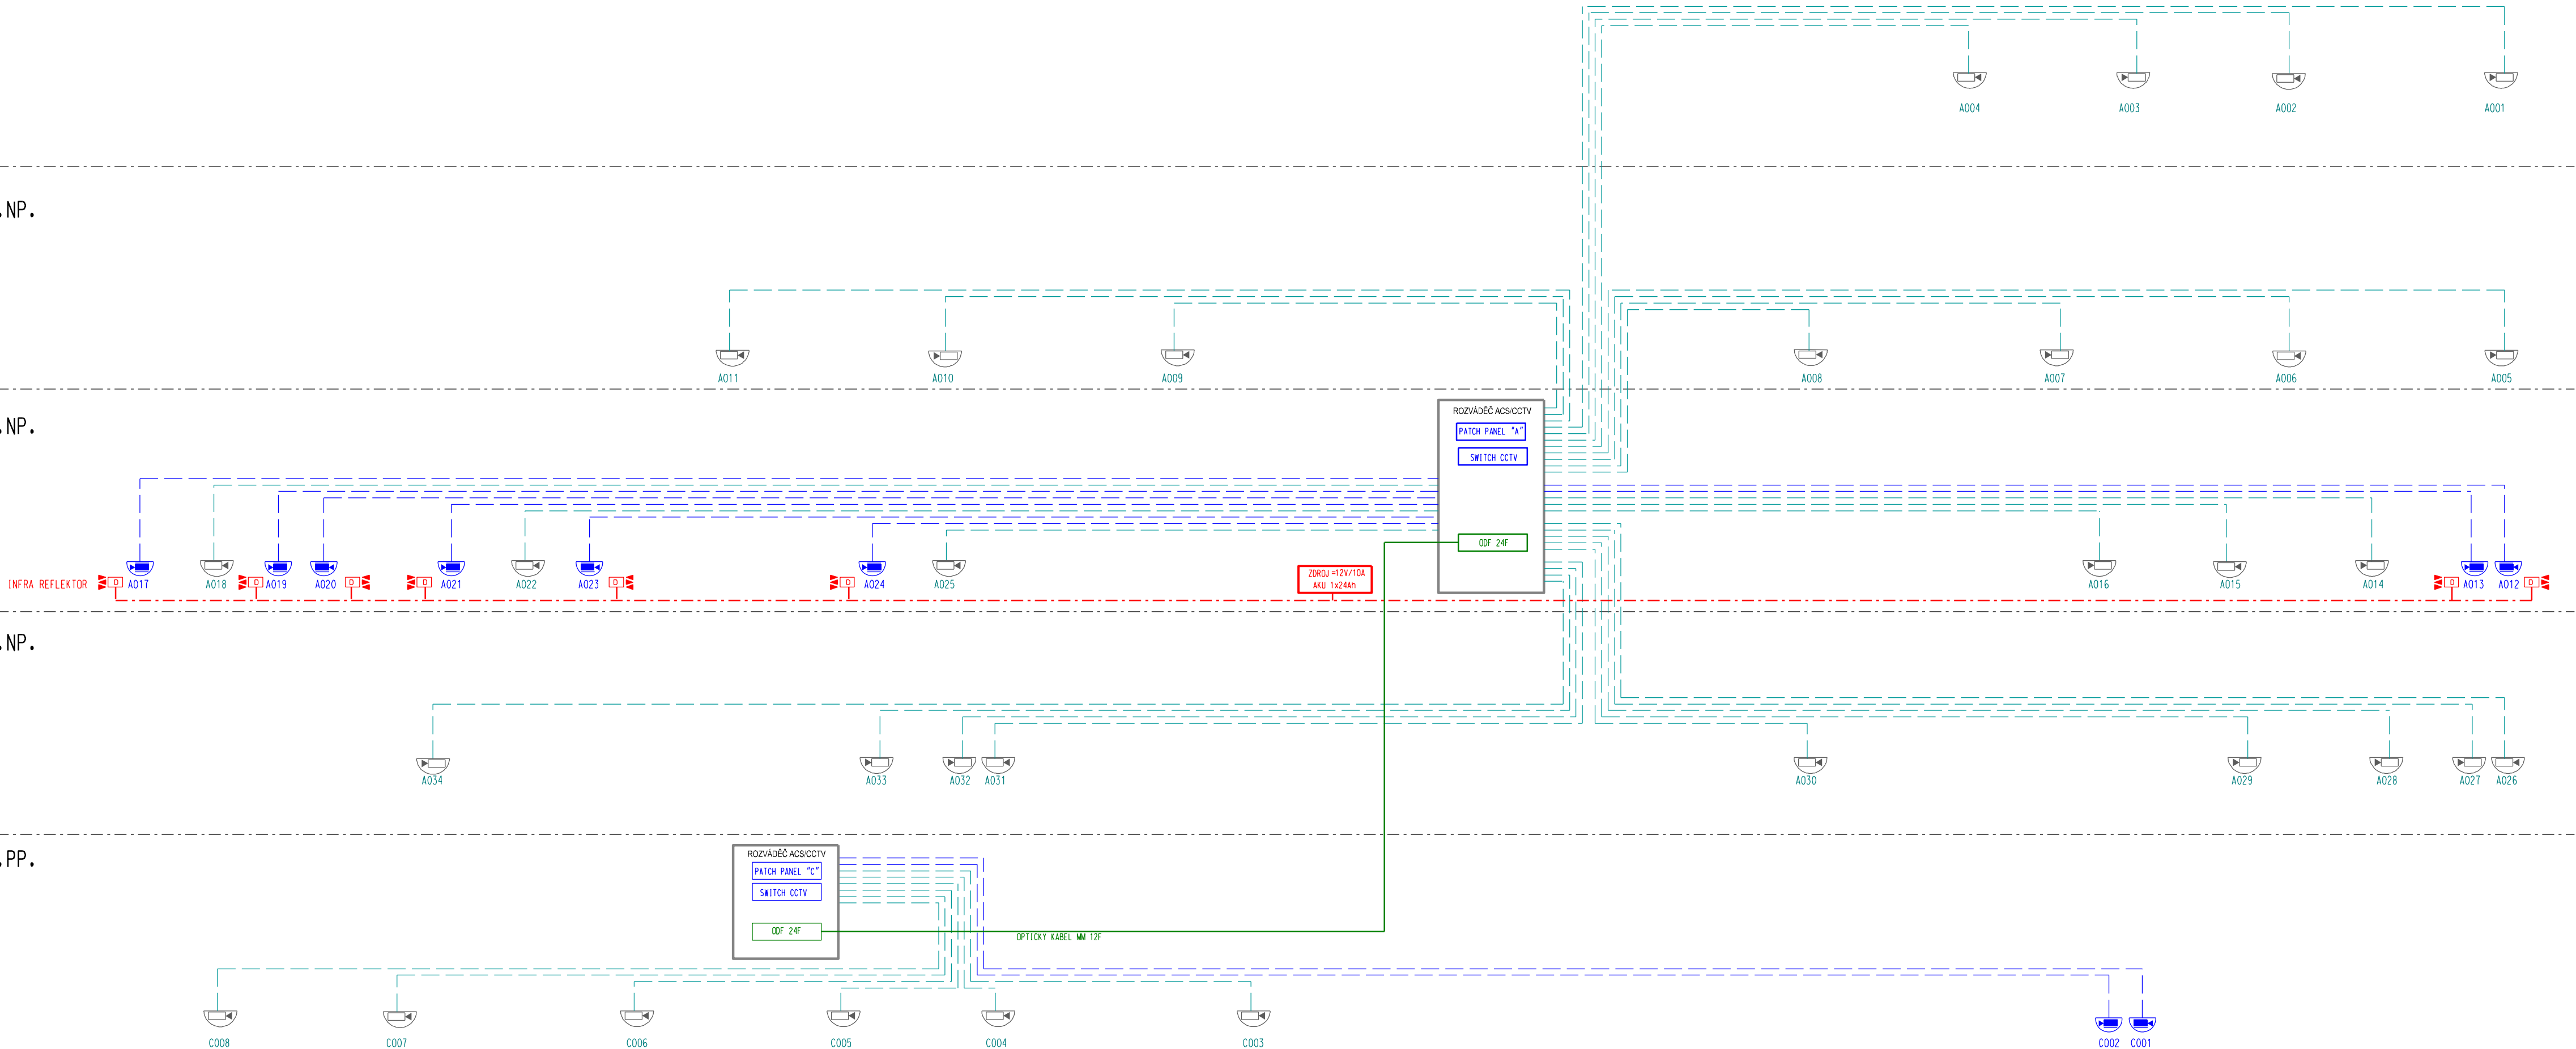 A004 A003 A002 A001
.NP.
A011 A010 A009 A008 A007 A006 A005
.NP.
ROZVÁDĚČ ACS/CCTV
PATCH PANEL "A"
SWITCH CCTV
ODF 24F
ZDROJ =12V/10A
AKU 1x24Ah
INFRA REFLEKTOR D A017 A018 D A019 A020 D D A021 A022 A023 D D A024 A025 A016 A015 A014 D A013 A012 D
.NP.
A034 A033 A032 A031 A030 A029 A028 A027 A026
.PP.
ROZVÁDĚČ ACS/CCTV
PATCH PANEL "C"
SWITCH CCTV
ODF 24F
OPTICKY KABEL MM 12F
C008 C007 C006 C005 C004 C003 C002 C001